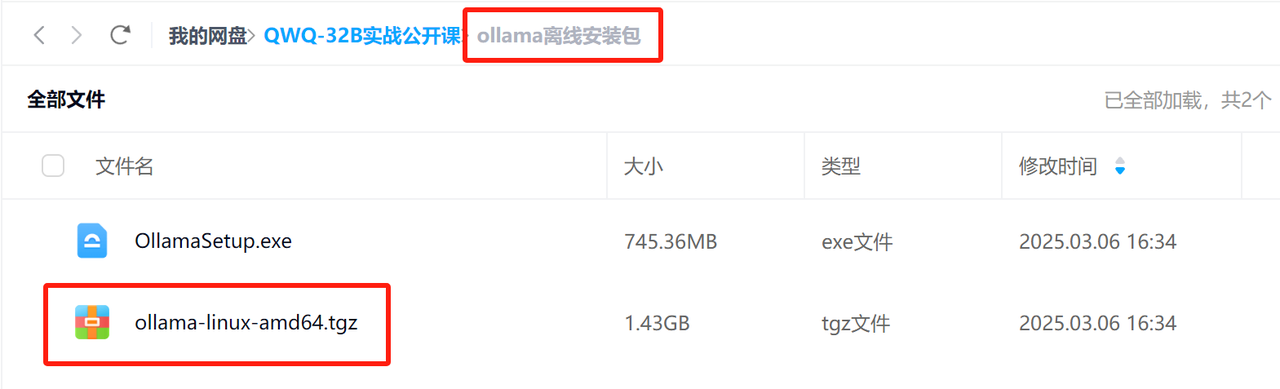 我的网盘> QWQ-32B实战公开课> ollama离线安装包
全部文件 已全部加载，共2个
文件名 大小 类型 修改时间
OllamaSetup.exe 745.36MB exe文件 2025.03.06 16:34
ollama-linux-amd64.tgz 1.43GB tgz文件 2025.03.06 16:34